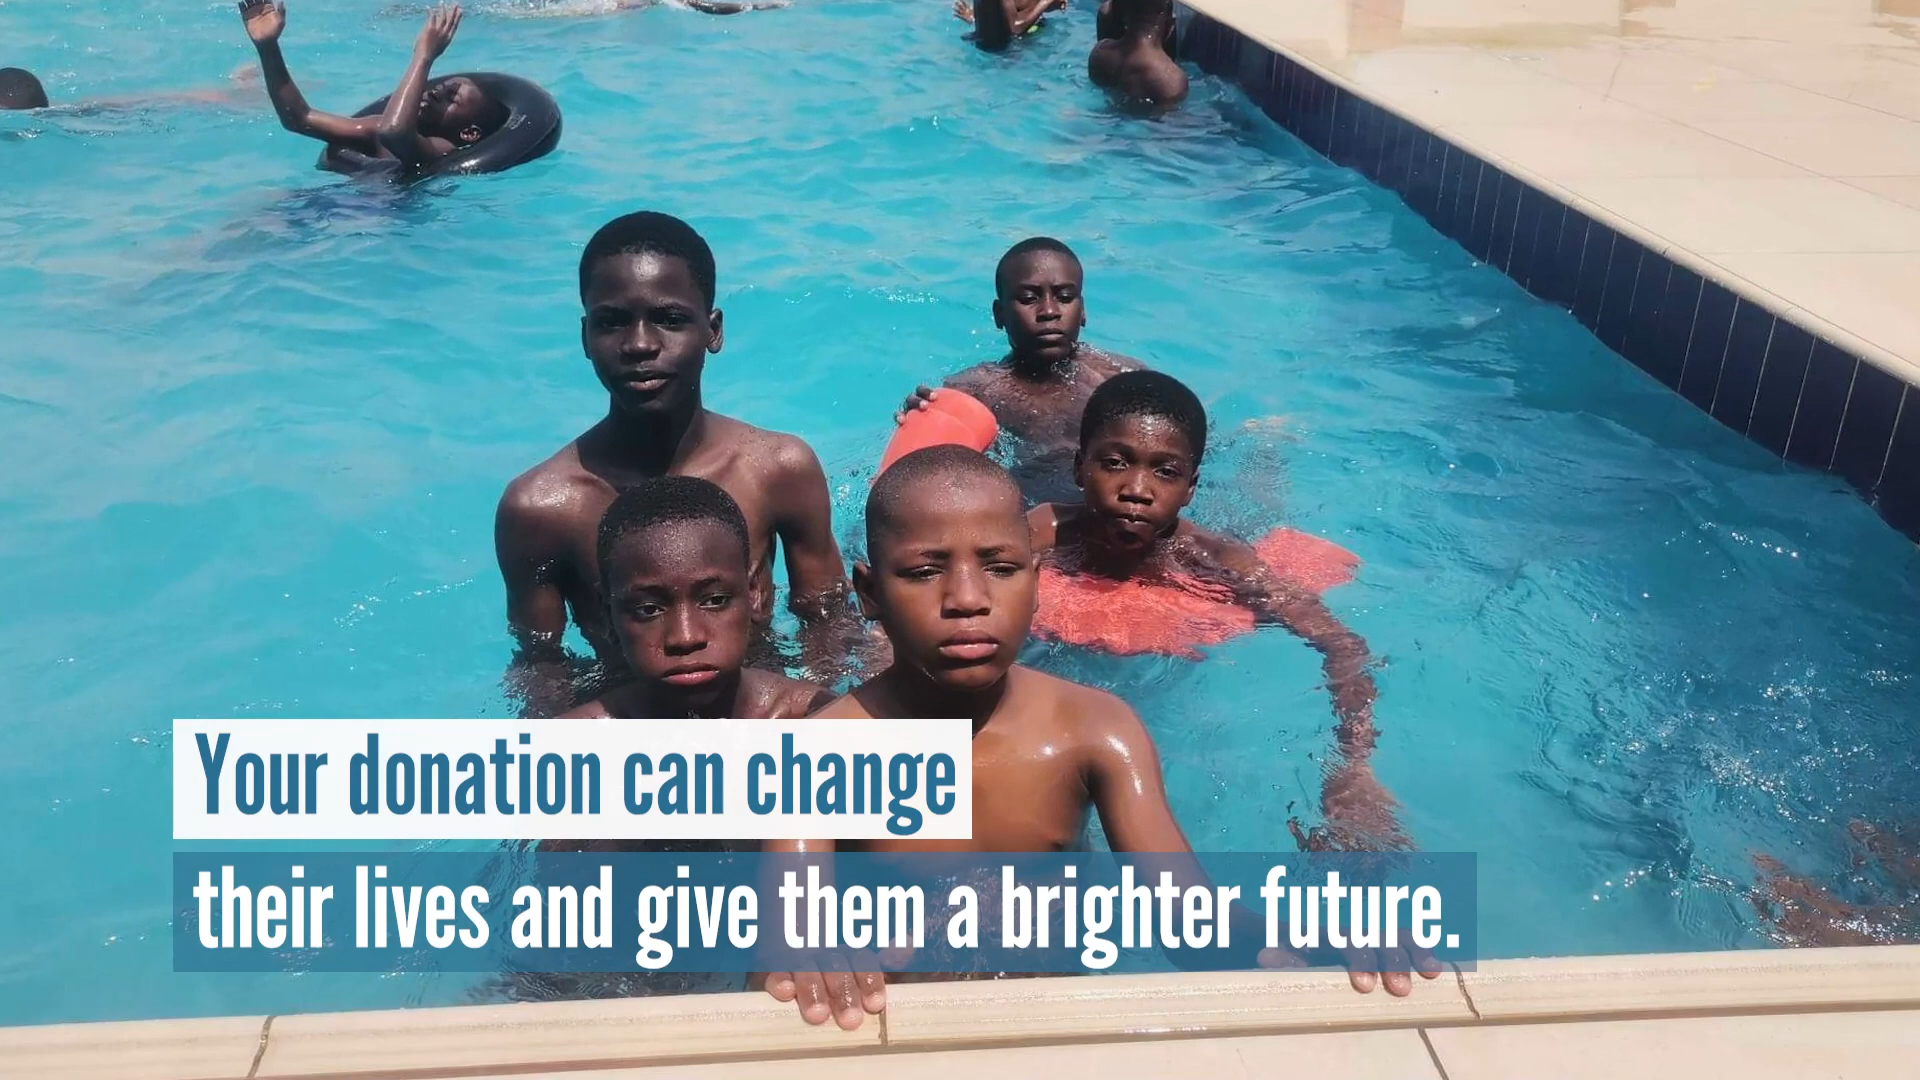 Your donation can change
their lives and give them a brighter future.